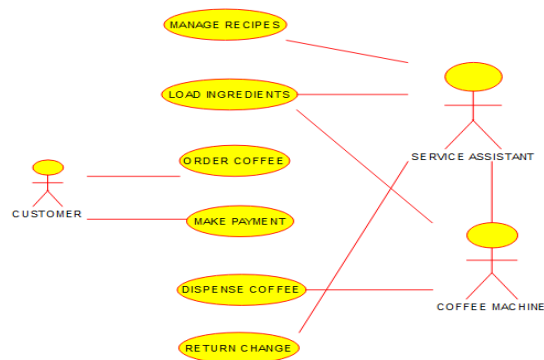 MANAGE RECIPES
LOAD INGREDIENTS
ORDER COFFEE
MAKE PAYMENT
DISPENSE COFFEE
RETURN CHANGE
CUSTOMER
SERVICE ASSISTANT
COFFEE MACHINE